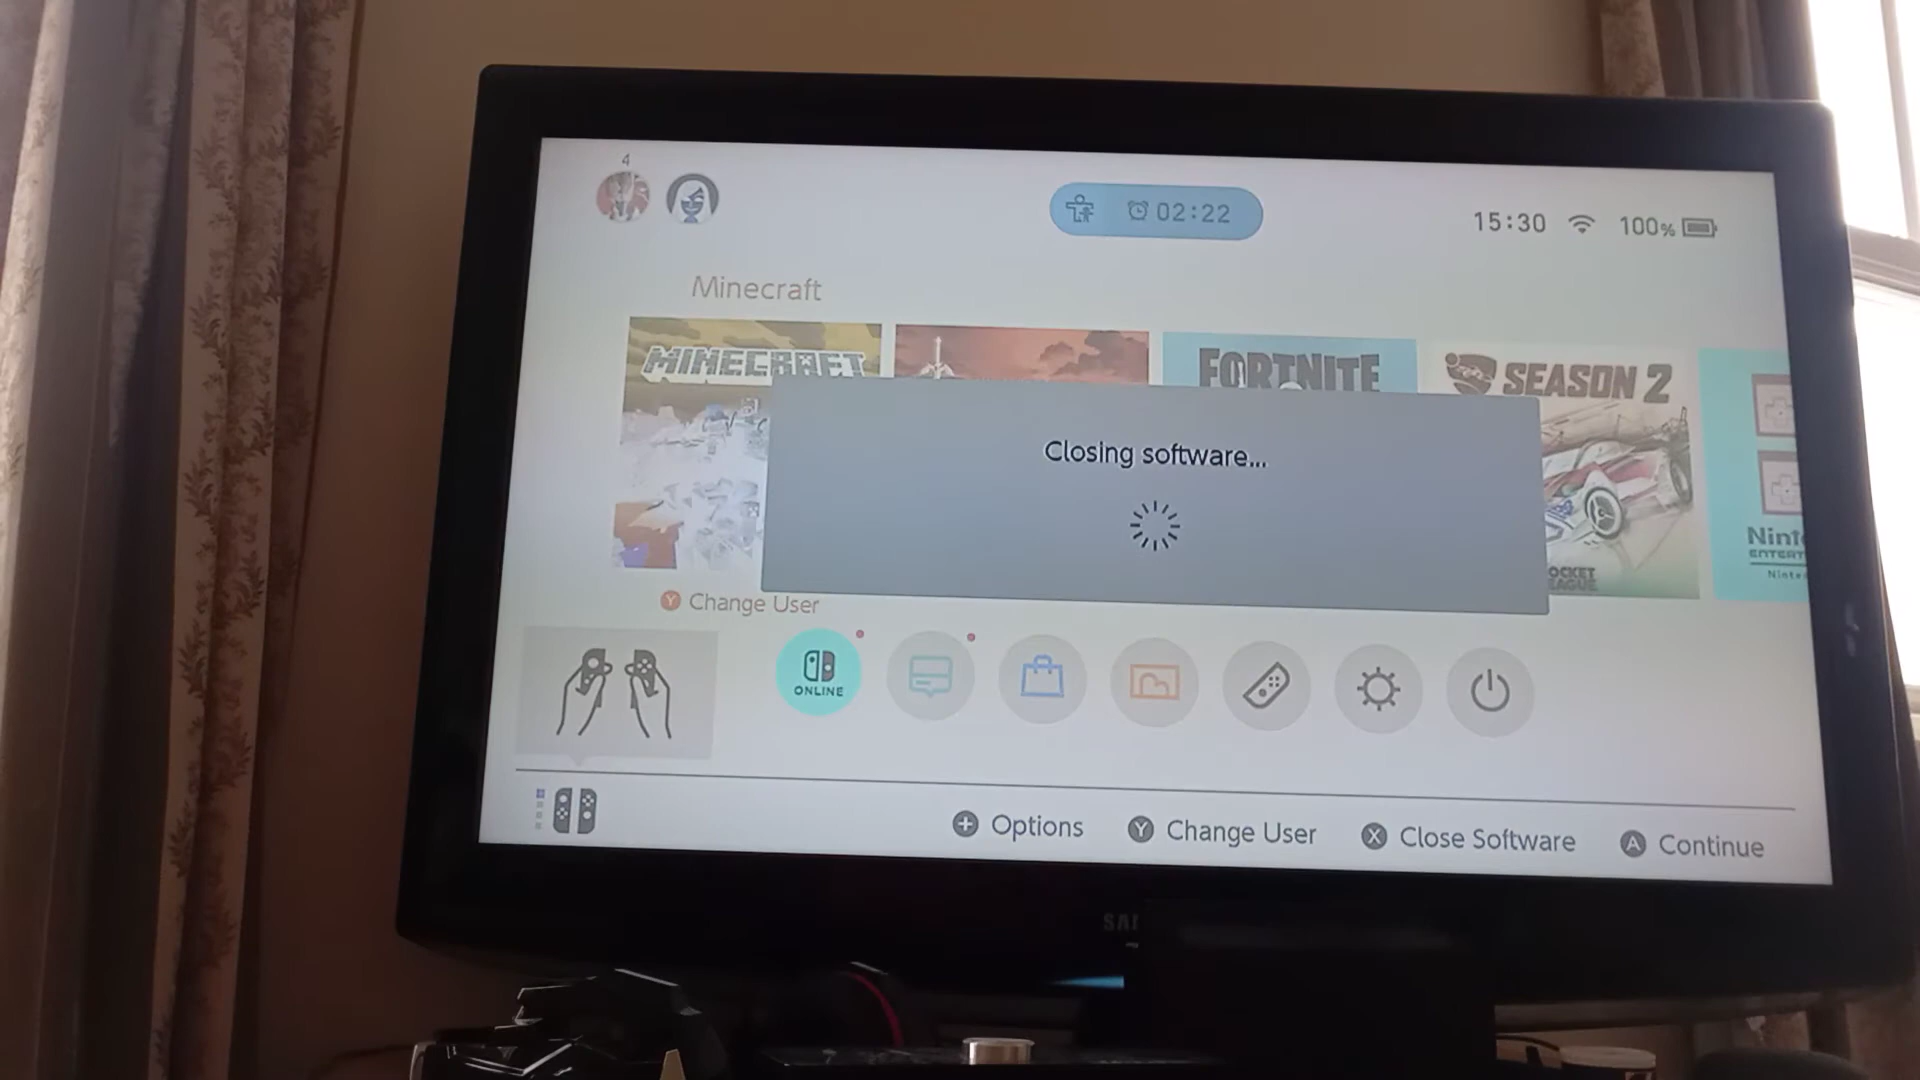 4
02:22
15:30 100%
Minecraft
MINECRAFT
FORTNITE
SEASON 2
Closing software...
Change User
ONLINE
Options
Y Change User
X Close Software
A Continue